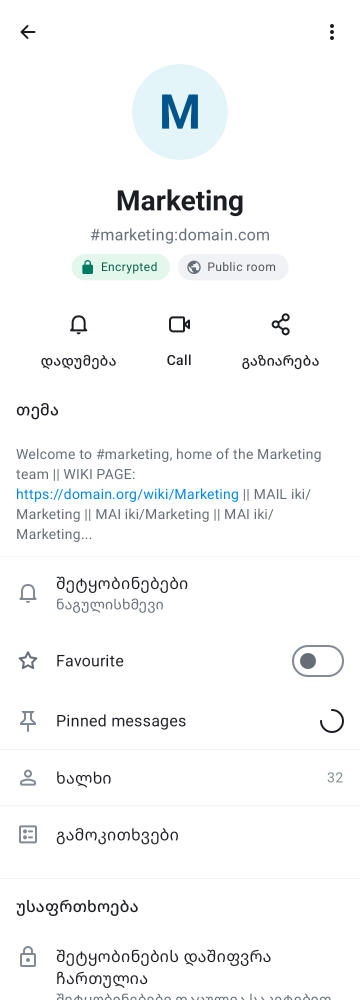 M
Marketing
#marketing:domain.com
Encrypted
Public room
დადუმება
Call
გაზიარება
თემა
Welcome to #marketing, home of the Marketing
team || WIKI PAGE:
https://domain.org/wiki/Marketing || MAIL iki/
Marketing || MAI iki/Marketing || MAI iki/
Marketing...
შეტყობინებები
ნაგულისხმევი
Favourite
Pinned messages
ხალხი
32
გამოკითხვები
უსაფრთხოება
შეტყობინების დაშიფვრა
ჩართულია